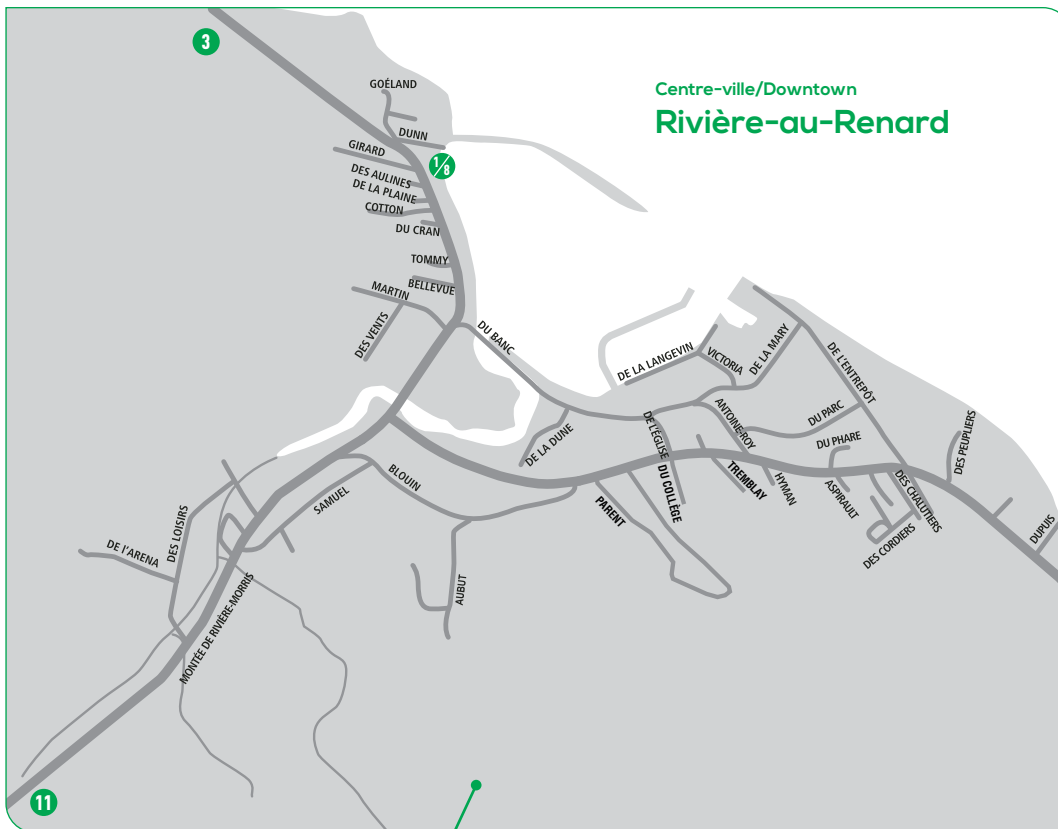 3
Centre-ville/Downtown
Rivière-au-Renard
GOÉLAND
DUNN
GIRARD
1/8
DES AULINES
DE LA PLAINE
COTTON
DU CRAN
TOMMY
BELLEVUE
MARTIN
DES VENTS
DU BANC
DE LA LANGEVIN
VICTORIA
DE LA MARY
DE L'ENTREPÔT
DU PARC
ANTOINE-ROY
DE L'ÉGLISE
DE LA DUNE
DU PHARE
DES PEUPLIERS
BLOUIN
SAMUEL
PARENT
DU COLLÈGE
TREMBLAY
HYMAN
ASPIRAULT
DES CHALUTIERS
DES CORDIERS
DUPUIS
DES LOISIRS
DE l'ARENA
AUBUT
MONTÉE DE RIVIÈRE-MORRIS
11